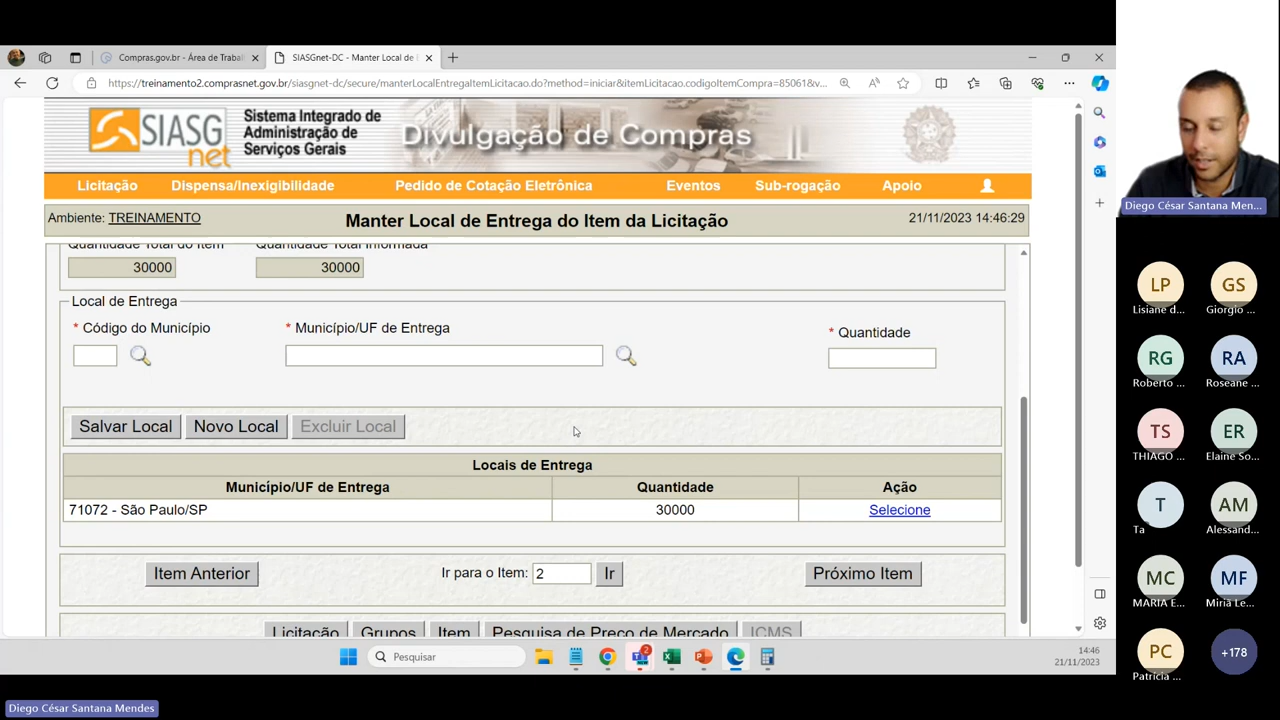 Compras.gov.br - Área de Trabal
SIASGnet-DC - Manter Local de
https://treinamento2.comprasnet.gov.br/siasgnet-dc/secure/manterLocalEntregaItemLicitacao.do?method=iniciar&itemLicitacao.codigoItemCompra=85061&v...
SIASG
net
Sistema Integrado de
Administração de
Serviços Gerais
Divulgação de Compras
Licitação Dispensa/Inexigibilidade Pedido de Cotação Eletrônica Eventos Sub-rogação Apoio
Ambiente: TREINAMENTO
Manter Local de Entrega do Item da Licitação
21/11/2023 14:46:29
Quantidade Total do Item Quantidade Total Informada
30000 30000
Local de Entrega
* Código do Município * Município/UF de Entrega * Quantidade
Salvar Local Novo Local Excluir Local
Locais de Entrega
Município/UF de Entrega Quantidade Ação
71072 - São Paulo/SP 30000 Selecione
Item Anterior Ir para o Item: 2 Ir Próximo Item
Licitação Grupos Item Pesquisa de Preço de Mercado ICMS
Pesquisar
2
14:46
21/11/2023
Diego César Santana Mendes
Diego César Santana Men...
LP GS
Lisiane d... Giorgio ...
RG RA
Roberto ... Roseane ...
TS ER
THIAGO ... Elaine So...
T AM
Ta Alessand...
MC MF
MARIA E... Miriã Le...
PC +178
Patricia ...